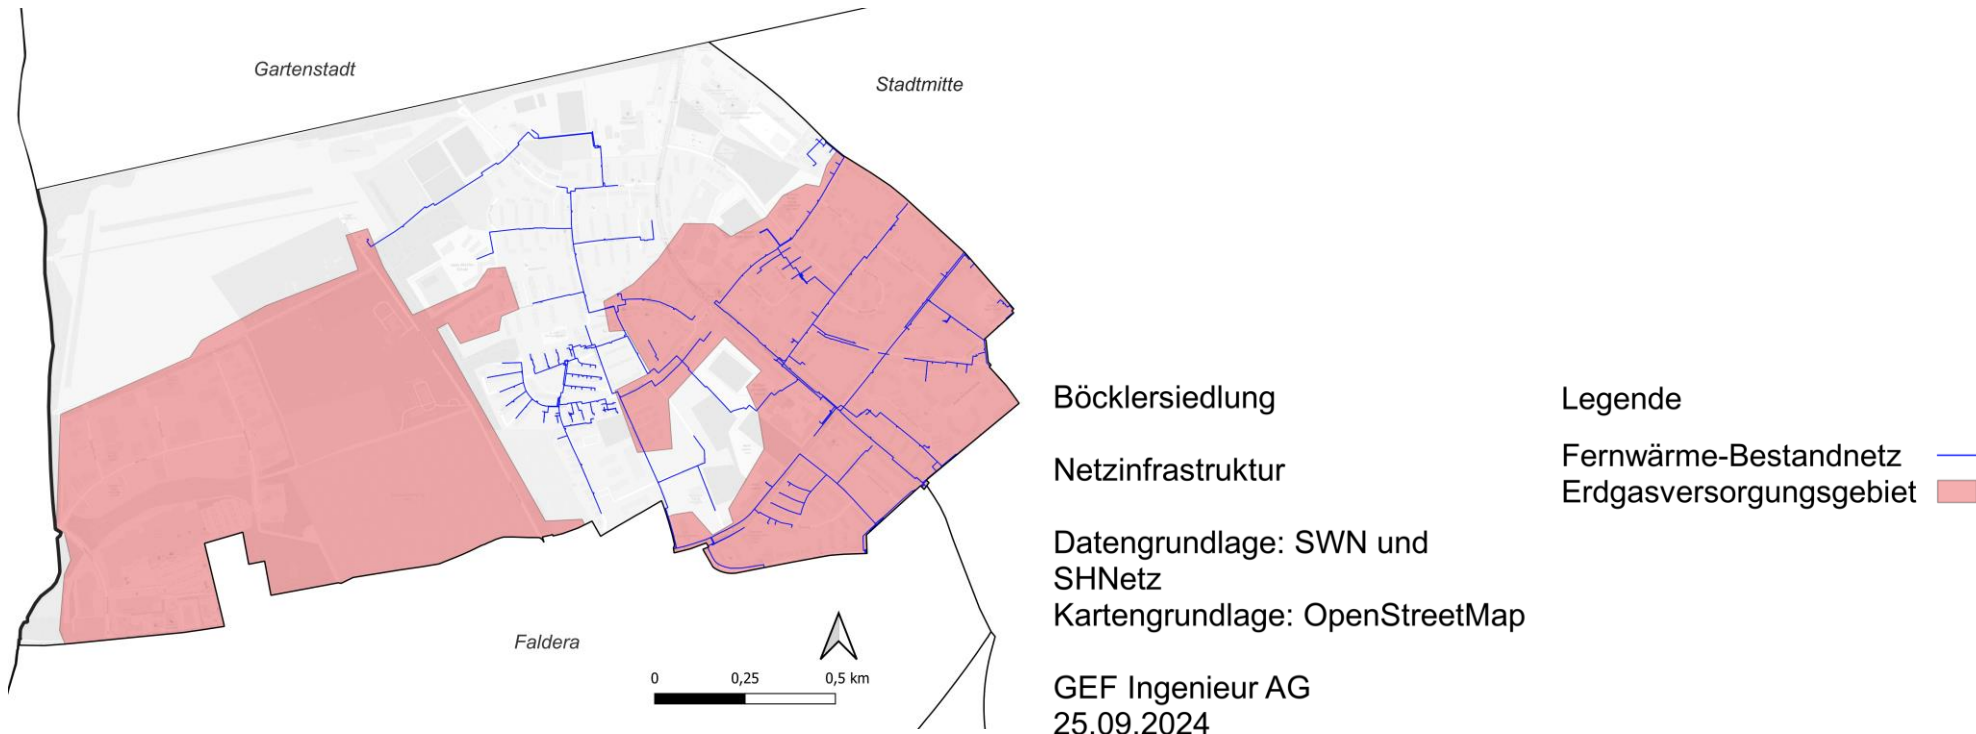 Gartenstadt
Stadtmitte
Faldera
0 0,25 0,5 km
Böcklersiedlung
Netzinfrastruktur
Datengrundlage: SWN und
SHNetz
Kartengrundlage: OpenStreetMap
GEF Ingenieur AG
25.09.2024
Legende
Fernwärme-Bestandnetz
Erdgasversorgungsgebiet